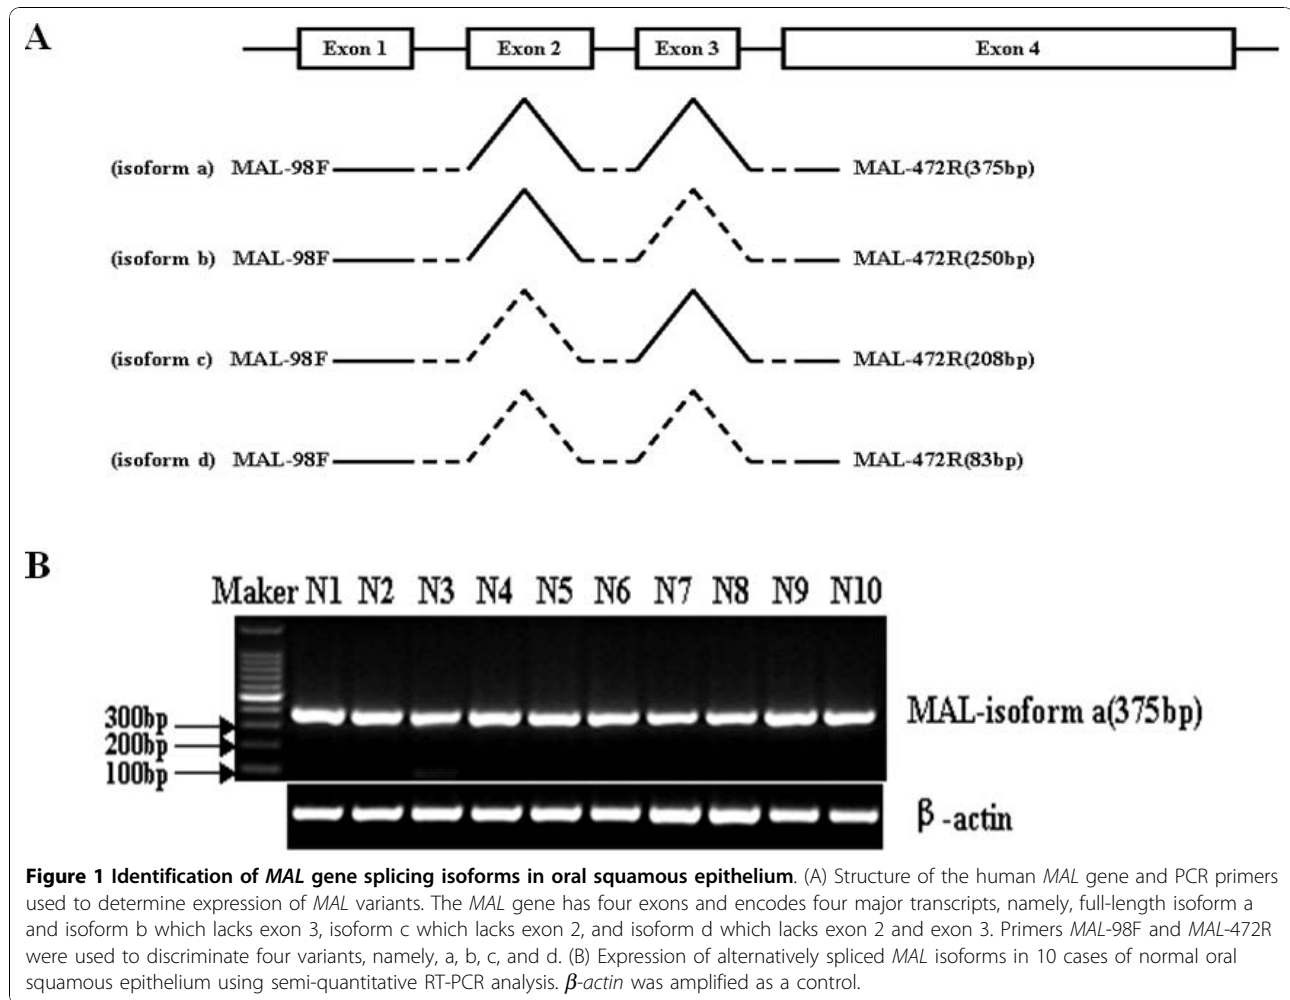 A
Exon 1 Exon 2 Exon 3 Exon 4
(isoform a) MAL-98F MAL-472R(375bp)
(isoform b) MAL-98F MAL-472R(250bp)
(isoform c) MAL-98F MAL-472R(208bp)
(isoform d) MAL-98F MAL-472R(83bp)
B
Maker N1 N2 N3 N4 N5 N6 N7 N8 N9 N10
MAL-isoform a(375bp)
300bp
200bp
100bp
β-actin
Figure 1 Identification of MAL gene splicing isoforms in oral squamous epithelium. (A) Structure of the human MAL gene and PCR primers
used to determine expression of MAL variants. The MAL gene has four exons and encodes four major transcripts, namely, full-length isoform a
and isoform b which lacks exon 3, isoform c which lacks exon 2, and isoform d which lacks exon 2 and exon 3. Primers MAL-98F and MAL-472R
were used to discriminate four variants, namely, a, b, c, and d. (B) Expression of alternatively spliced MAL isoforms in 10 cases of normal oral
squamous epithelium using semi-quantitative RT-PCR analysis. β-actin was amplified as a control.